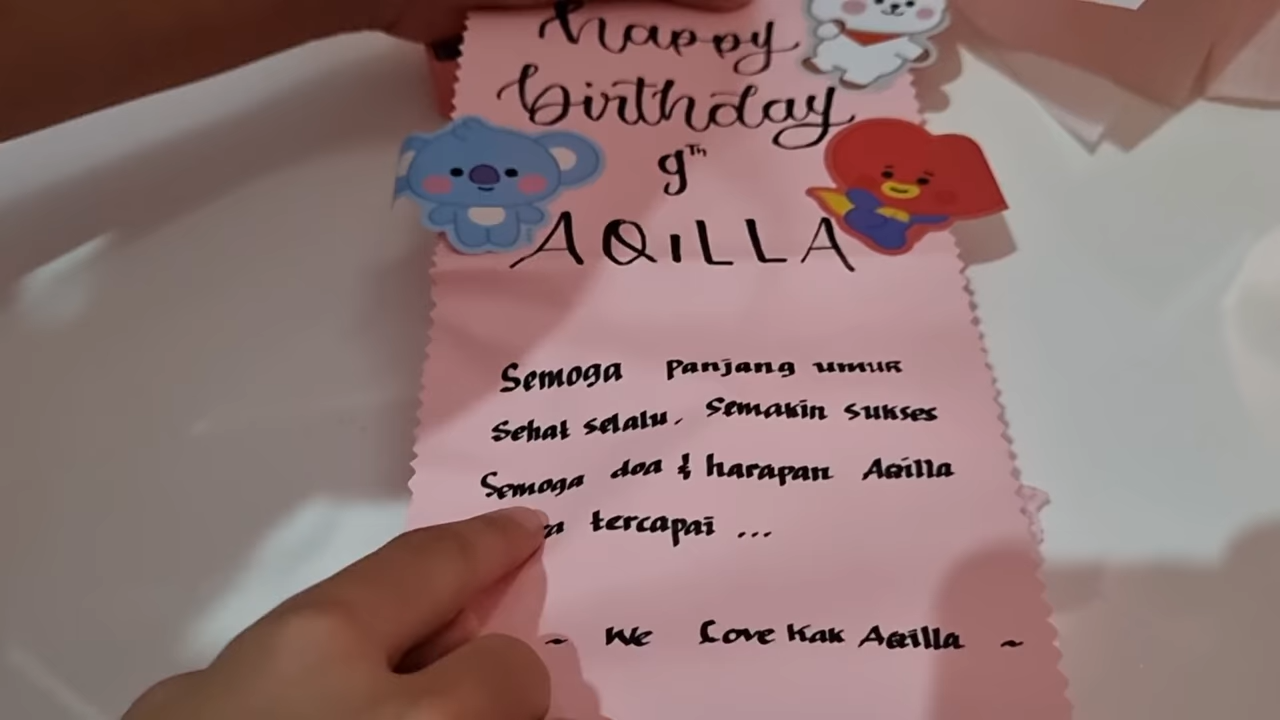 happy
birthday
9Th
AQiLLA
Semoga Panjang umur
Sehat selalu, Semakin sukses
Semoga doa & harapan Aqilla
tercapai ...
~ We Love Kak Aqilla ~